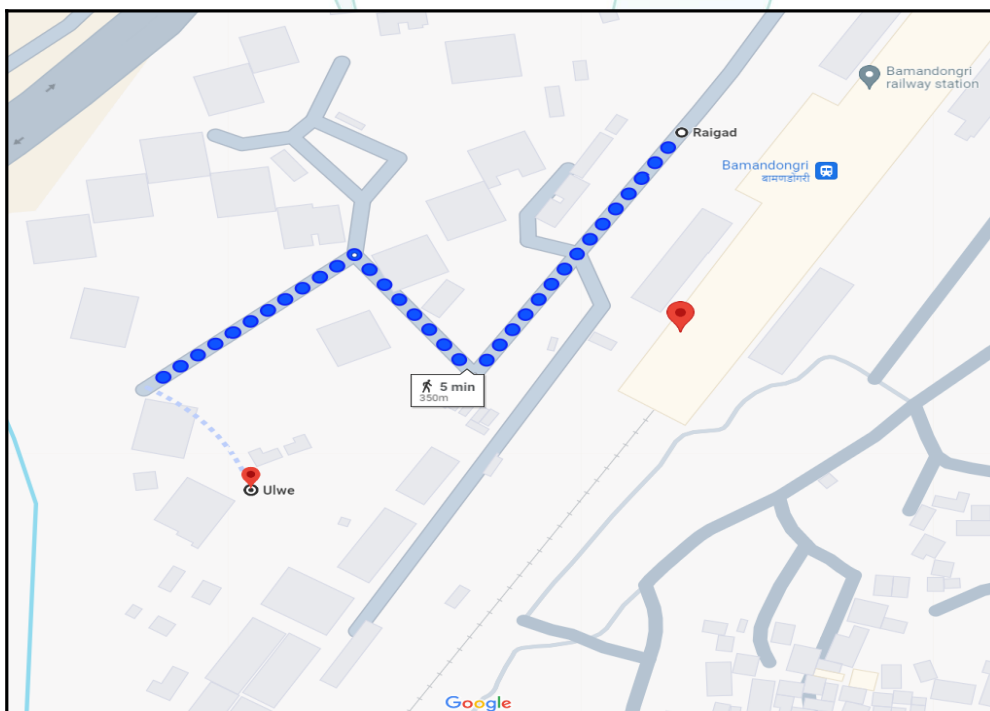 Bamandongri
railway station
Raigad
Bamandongri
बामणडोंगरी
5 min
350m
Ulwe
Google